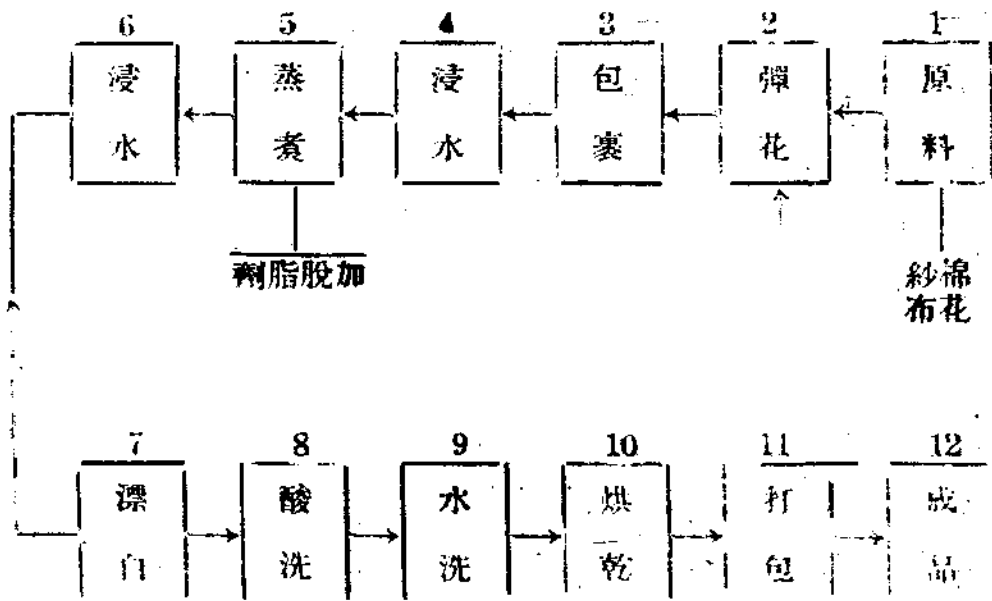 1
原料
棉花
紗布
2
彈花
3
包裹
4
浸水
5
蒸煮
加脫脂劑
6
浸水
7
漂白
8
酸洗
9
水洗
10
烘乾
11
打包
12
成品